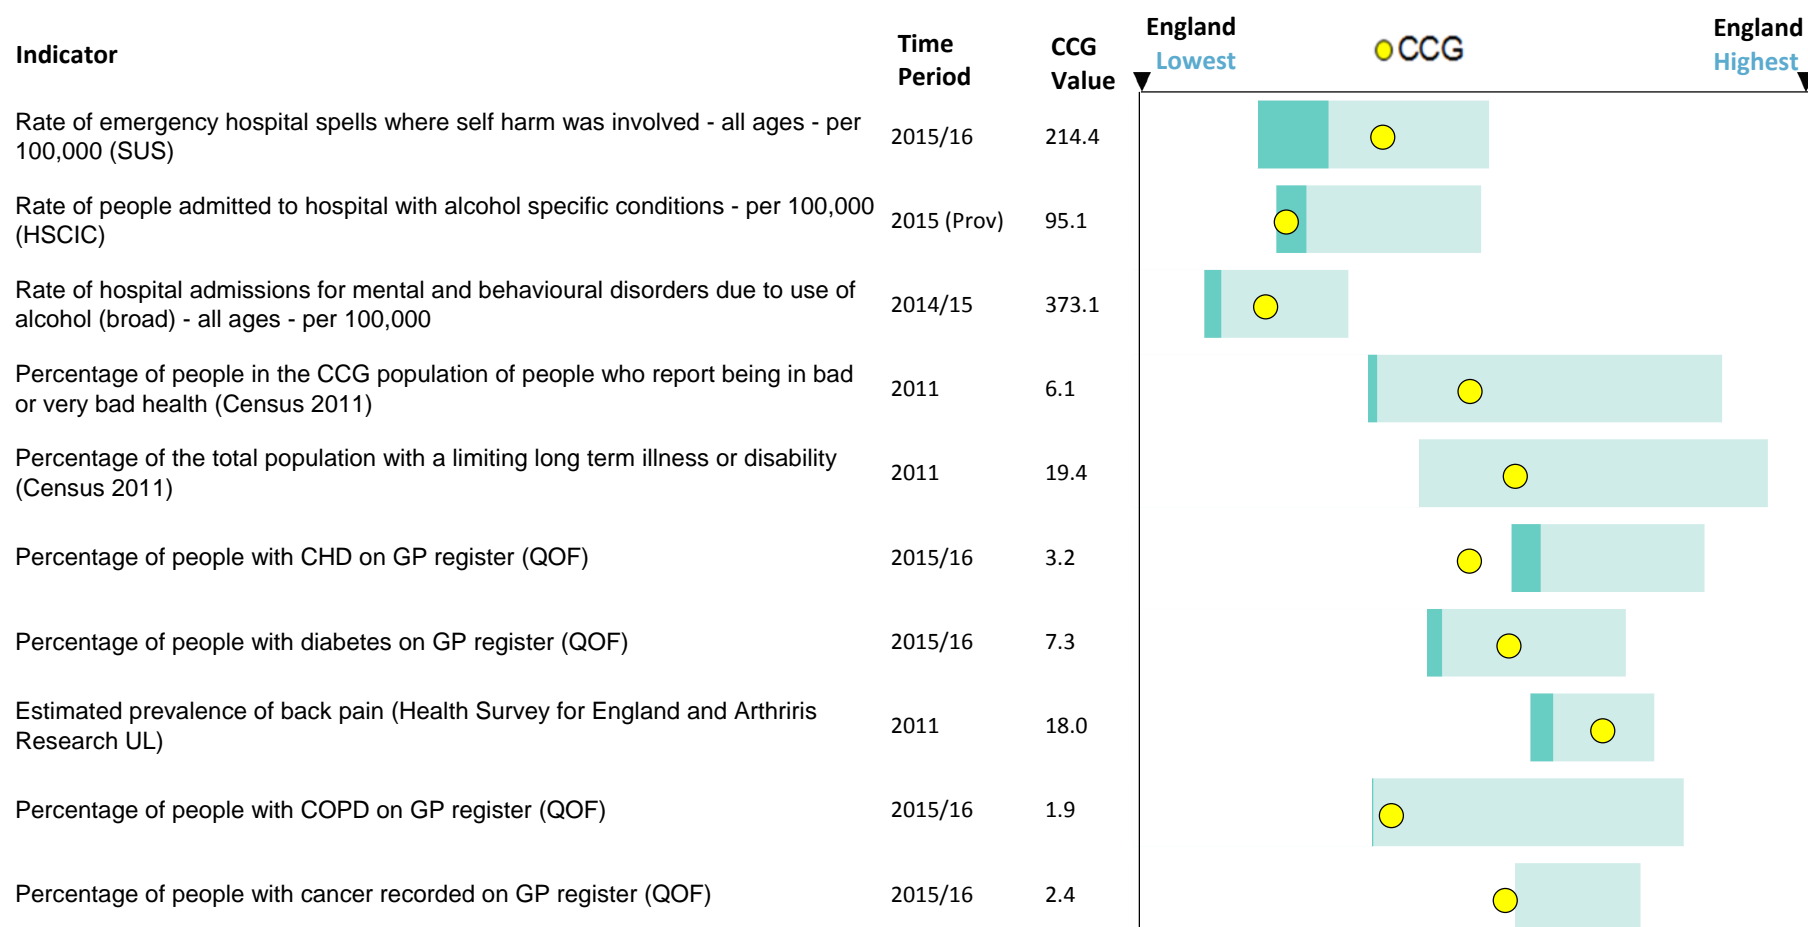 Indicator
Time
Period
CCG
Value
England
Lowest
CCG
England
Highest
Rate of emergency hospital spells where self harm was involved - all ages - per
100,000 (SUS)
2015/16
214.4
Rate of people admitted to hospital with alcohol specific conditions - per 100,000
(HSCIC)
2015 (Prov)
95.1
Rate of hospital admissions for mental and behavioural disorders due to use of
alcohol (broad) - all ages - per 100,000
2014/15
373.1
Percentage of people in the CCG population of people who report being in bad
or very bad health (Census 2011)
2011
6.1
Percentage of the total population with a limiting long term illness or disability
(Census 2011)
2011
19.4
Percentage of people with CHD on GP register (QOF)
2015/16
3.2
Percentage of people with diabetes on GP register (QOF)
2015/16
7.3
Estimated prevalence of back pain (Health Survey for England and Arthriris
Research UL)
2011
18.0
Percentage of people with COPD on GP register (QOF)
2015/16
1.9
Percentage of people with cancer recorded on GP register (QOF)
2015/16
2.4